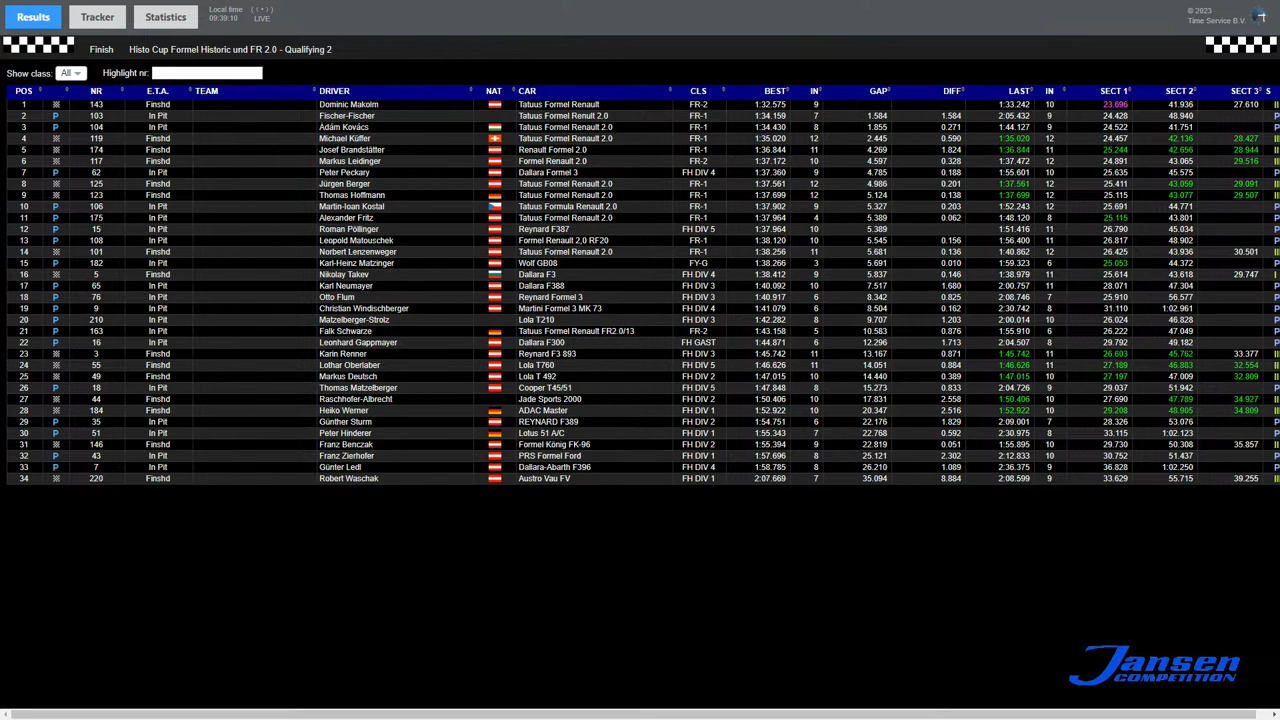 Results Tracker Statistics Local time 09:39:10 LIVE © 2023 Time Service B.V.
Finish Histo Cup Formel Historic und FR 2.0 - Qualifying 2
Show class: All Highlight nr:
POS NR E.T.A. TEAM DRIVER NAT CAR CLS BEST IN GAP DIFF LAST IN SECT 1 SECT 2 SECT 3 S
1 143 Finshd Dominic Makolm Tatuus Formel Renault FR-2 1:32.575 9 1:33.242 10 23.696 41.936 27.610
2 P 103 In Pit Fischer-Fischer Tatuus Formel Renult 2.0 FR-1 1:34.159 7 1.584 1.584 2:05.432 9 24.428 48.940 P
3 P 104 In Pit Ádám Kovács Tatuus Formel Renault 2.0 FR-1 1:34.430 8 1.855 0.271 1:44.127 9 24.522 41.751 P
4 119 Finshd Michael Küffer Tatuus Formel Renault 2.0 FR-1 1:35.020 12 2.445 0.590 1:35.020 12 24.457 42.136 28.427
5 174 Finshd Josef Brandstätter Renault Formel 2.0 FR-1 1:36.844 11 4.269 1.824 1:36.844 11 25.244 42.656 28.944
6 117 Finshd Markus Leidinger Formel Renault 2.0 FR-2 1:37.172 10 4.597 0.328 1:37.472 12 24.891 43.065 29.516
7 P 62 In Pit Peter Peckary Dallara Formel 3 FH DIV 4 1:37.360 9 4.785 0.188 1:55.601 10 25.635 45.575 P
8 125 Finshd Jürgen Berger Tatuus Formel Renault 2.0 FR-1 1:37.561 12 4.986 0.201 1:37.561 12 25.411 43.059 29.091
9 123 Finshd Thomas Hoffmann Tatuus Formel Renault 2.0 FR-1 1:37.699 12 5.124 0.138 1:37.699 12 25.115 43.077 29.507
10 P 106 In Pit Martin-Ioan Kostal Tatuus Formula Renault 2.0 FR-1 1:37.902 9 5.327 0.203 1:52.243 10 25.691 44.771 P
11 P 175 In Pit Alexander Fritz Tatuus Formel Renault 2.0 FR-1 1:37.964 4 5.389 0.062 1:48.120 8 25.115 43.801 P
12 P 15 In Pit Roman Pöllinger Reynard F387 FH DIV 5 1:37.964 10 5.389 1:51.416 11 26.790 45.034 P
13 P 108 In Pit Leopold Matouschek Formel Renault 2,0 RF20 FR-1 1:38.120 10 5.545 0.156 1:56.400 11 26.817 48.902 P
14 101 Finshd Norbert Lenzenweger Tatuus Formel Renault 2.0 FR-1 1:38.256 11 5.681 0.136 1:40.862 12 26.425 43.936 30.501
15 P 182 In Pit Karl-Heinz Matzinger Wolf GB08 FY-G 1:38.266 3 5.691 0.010 1:59.323 6 25.053 44.372 P
16 5 Finshd Nikolay Takev Dallara F3 FH DIV 4 1:38.412 9 5.837 0.146 1:38.979 11 25.614 43.618 29.747
17 P 65 In Pit Karl Neumayer Dallara F388 FH DIV 5 1:40.092 10 7.517 1.680 2:00.757 11 28.071 47.304 P
18 P 76 In Pit Otto Flum Reynard Formel 3 FH DIV 5 1:40.917 6 8.342 0.825 2:08.746 7 25.910 56.574 P
19 P 9 In Pit Christian Windischberger Martini Formel 3 MK 73 FH DIV 4 1:41.079 6 8.504 0.162 2:30.742 8 31.110 1:02.961 P
20 P 210 In Pit Matzelberger-Strolz Lola T210 FH DIV 3 1:42.282 8 9.707 1.203 2:00.014 9 26.024 46.828 P
21 P 163 In Pit Falk Schwarze Tatuus Formel Renault FR2.0/13 FR-2 1:43.158 5 10.583 0.876 1:55.910 6 26.222 47.049 P
22 P 16 In Pit Leonhard Gappmayer Dallara F300 FH GAST 1:44.871 6 12.296 1.713 2:04.507 8 29.792 49.182 P
23 3 Finshd Karin Renner Reynard F3 893 FH DIV 4 1:45.742 11 13.167 0.871 1:45.742 11 26.603 45.762 33.377
24 55 Finshd Lothar Oberlaber Lola T760 FH DIV 5 1:46.626 11 14.051 0.884 1:46.626 11 27.189 46.883 32.554
25 49 Finshd Markus Deutsch Lola T 492 FH DIV 2 1:47.015 10 14.440 0.389 1:47.015 10 27.197 47.009 32.809
26 P 18 In Pit Thomas Matzelberger Cooper T45/51 FH DIV 5 1:47.848 8 15.273 0.833 2:04.726 9 29.037 51.942 P
27 44 Finshd Raschhofer-Albrecht Jade Sports 2000 FH DIV 2 1:50.406 10 17.831 2.558 1:50.406 10 27.690 47.789 34.927
28 184 Finshd Heiko Werner ADAC Master FH DIV 1 1:52.922 10 20.347 2.516 1:52.922 10 29.208 48.905 34.809
29 P 35 In Pit Günther Sturm REYNARD F389 FH DIV 2 1:54.751 6 22.176 1.829 2:09.001 7 28.326 53.076 P
30 P 51 In Pit Peter Hinderer Lotus 51 A/C FH DIV 1 1:55.343 7 22.768 0.592 2:30.975 8 33.115 1:02.123 P
31 146 Finshd Franz Benczak Formel König FK-96 FH DIV 2 1:55.394 9 22.819 0.051 1:55.895 10 29.730 50.308 35.857
32 P 43 In Pit Franz Zierhofer PRS Formel Ford FH DIV 1 1:57.696 8 25.121 2.302 2:12.833 10 30.752 51.437 P
33 P 7 In Pit Günter Ledl Dallara-Abarth F396 FH DIV 4 1:58.785 8 26.210 1.089 2:36.375 9 36.828 1:02.250 P
34 220 Finshd Robert Waschak Austro Vau FV FH DIV 1 2:07.669 7 35.094 8.884 2:08.599 9 33.629 55.715 39.255
Jansen
COMPETITION